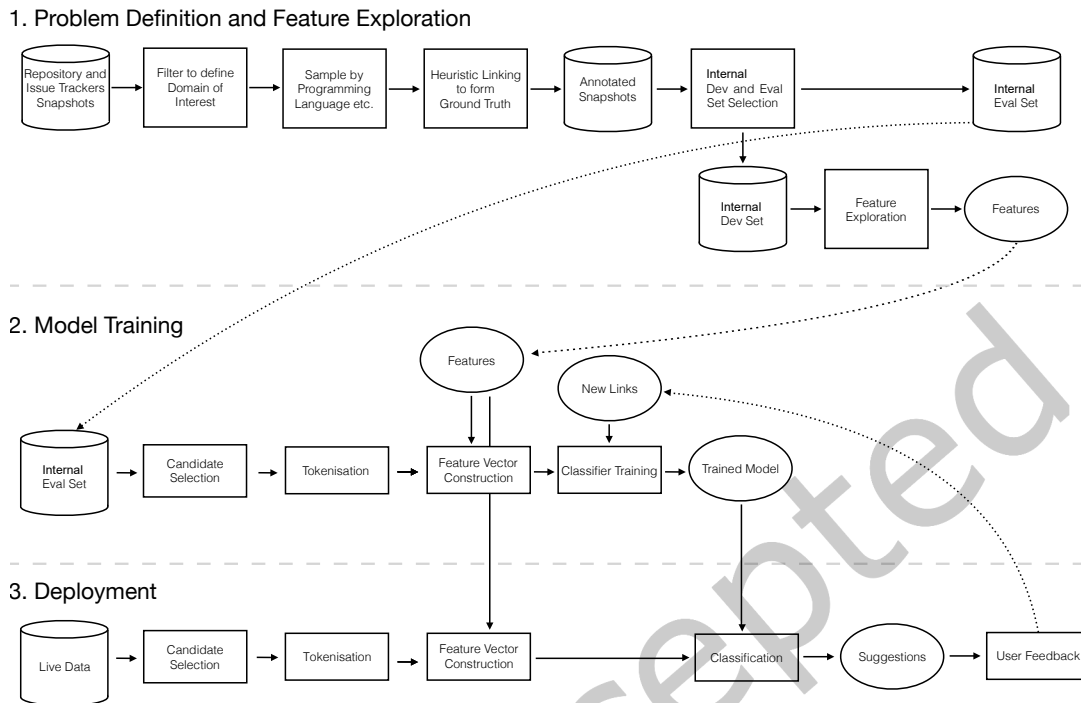 1. Problem Definition and Feature Exploration
Repository and
Issue Trackers
Snapshots
Filter to define
Domain of
Interest
Sample by
Programming
Language etc.
Heuristic Linking
to form
Ground Truth
Annotated
Snapshots
Internal
Dev and Eval
Set Selection
Internal
Eval Set
Internal
Dev Set
Feature
Exploration
Features
2. Model Training
Features
New Links
Internal
Eval Set
Candidate
Selection
Tokenisation
Feature Vector
Construction
Classifier Training
Trained Model
3. Deployment
Live Data
Candidate
Selection
Tokenisation
Feature Vector
Construction
Classification
Suggestions
User Feedback
epted